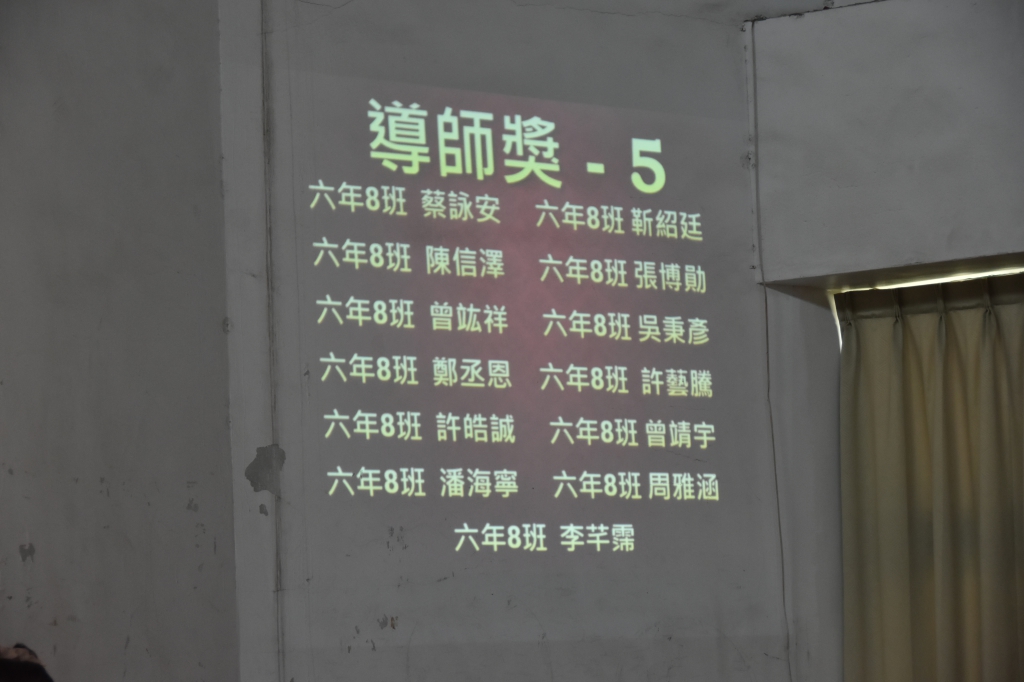 導師獎 - 5
六年8班 蔡詠安 六年8班 靳紹廷
六年8班 陳信澤 六年8班 張博勛
六年8班 曾竑祥 六年8班 吳秉彥
六年8班 鄭丞恩 六年8班 許藝騰
六年8班 許皓誠 六年8班 曾靖宇
六年8班 潘海寧 六年8班 周雅涵
六年8班 李芊霈